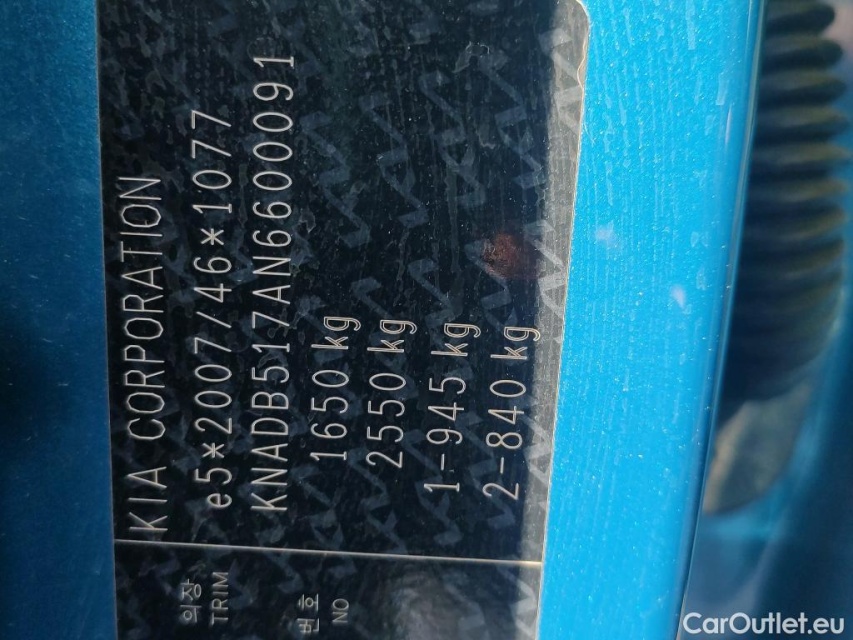 KIA CORPORATION
e5*2007/46*1077
KNADB517AN6600091
1650 kg
2550 kg
1-945 kg
2-840 kg
의장
TRIM
번호
NO
CarOutlet.eu